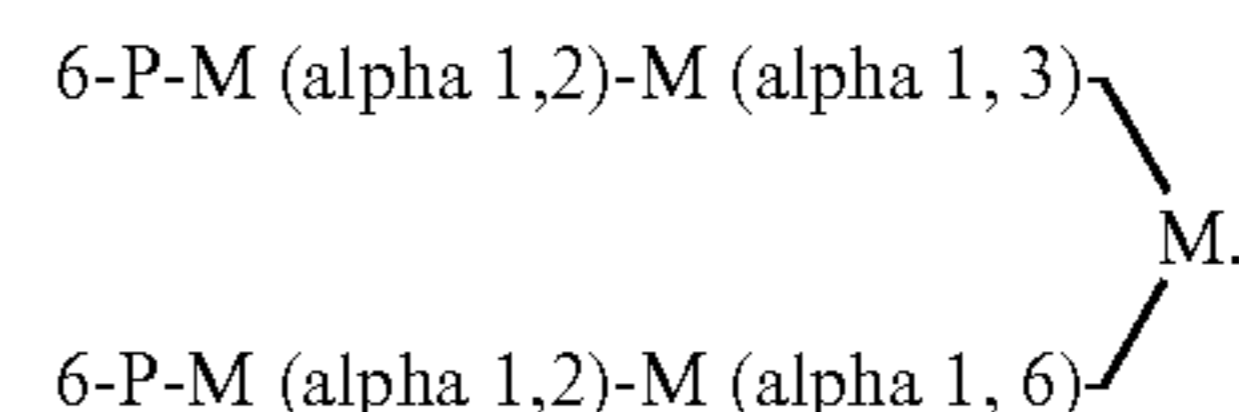 6-P-M (alpha 1,2)-M (alpha 1, 3)-
M.
6-P-M (alpha 1,2)-M (alpha 1, 6)-